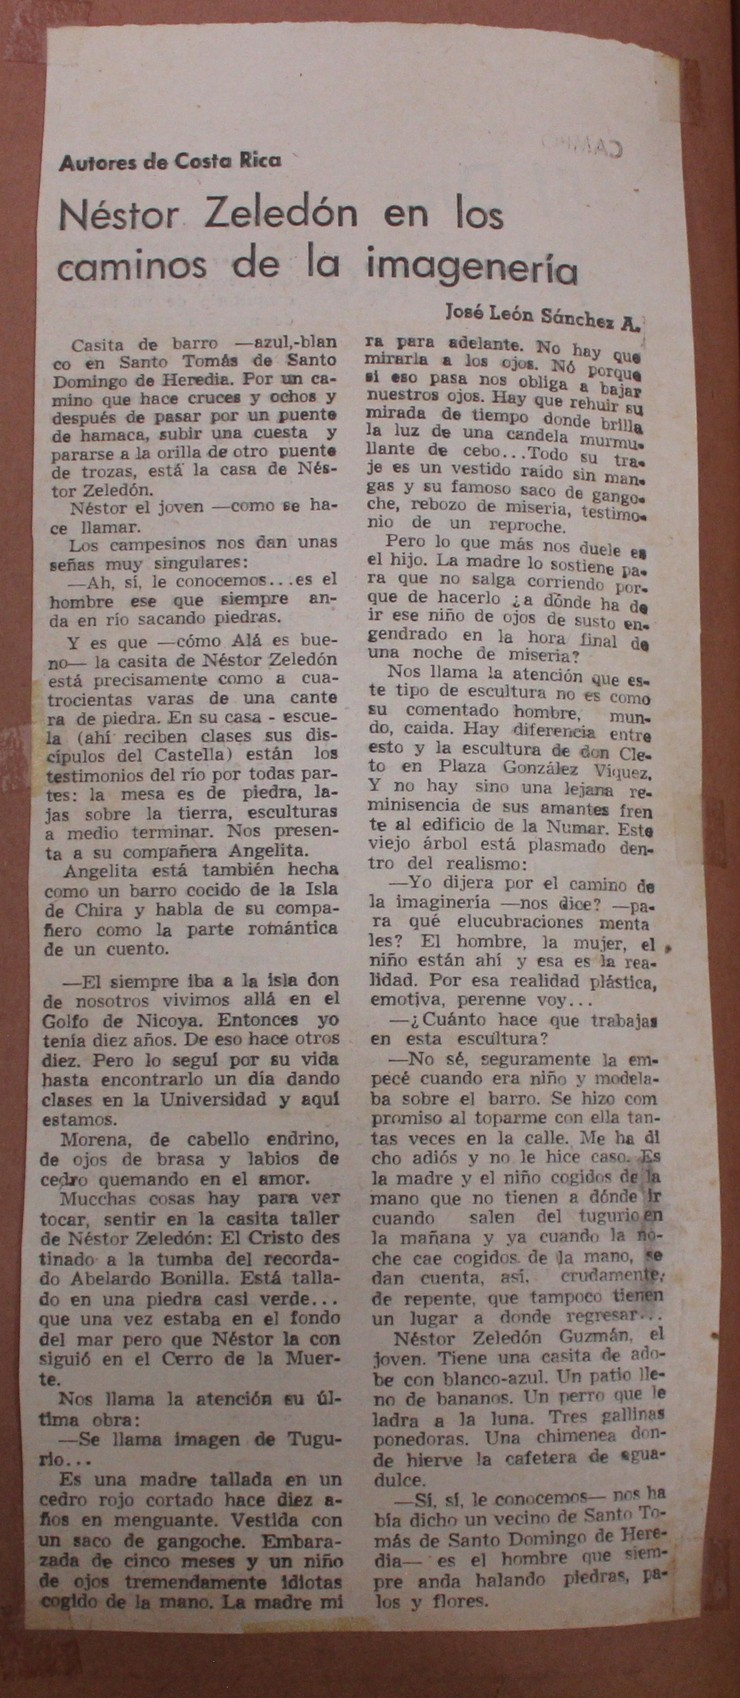 CAMPO
Autores de Costa Rica
Néstor Zeledón en los
caminos de la imagenería
José León Sánchez A.
Casita de barro —azul,-blan
co en Santo Tomás de Santo
Domingo de Heredia. Por un ca-
mino que hace cruces y ochos y
después de pasar por un puente
de hamaca, subir una cuesta y
pararse a la orilla de otro puente
de trozas, está la casa de Nés-
tor Zeledón.
Néstor el joven —como se ha-
ce llamar.
Los campesinos nos dan unas
señas muy singulares:
—Ah, sí, le conocemos...es el
hombre ese que siempre an-
da en río sacando piedras.
Y es que —cómo Alá es bue-
no— la casita de Néstor Zeledón
está precisamente como a cua-
trocientas varas de una cante
ra de piedra. En su casa - escue-
la (ahí reciben clases sus dis-
cípulos del Castella) están los
testimonios del río por todas par-
tes: la mesa es de piedra, la-
jas sobre la tierra, esculturas
a medio terminar. Nos presen-
ta a su compañera Angelita.
Angelita está también hecha
como un barro cocido de la Isla
de Chira y habla de su compa-
ñero como la parte romántica
de un cuento.
—El siempre iba a la isla don
de nosotros vivimos allá en el
Golfo de Nicoya. Entonces yo
tenía diez años. De eso hace otros
diez. Pero lo seguí por su vida
hasta encontrarlo un día dando
clases en la Universidad y aquí
estamos.
Morena, de cabello endrino,
de ojos de brasa y labios de
cedro quemando en el amor.
Mucchas cosas hay para ver
tocar, sentir en la casita taller
de Néstor Zeledón: El Cristo des
tinado a la tumba del recorda-
do Abelardo Bonilla. Está talla-
do en una piedra casi verde...
que una vez estaba en el fondo
del mar pero que Néstor la con
siguió en el Cerro de la Muer-
te.
Nos llama la atención su úl-
tima obra:
—Se llama imagen de Tugu-
rio...
Es una madre tallada en un
cedro rojo cortado hace diez a-
ños en menguante. Vestida con
un saco de gangoche. Embara-
zada de cinco meses y un niño
de ojos tremendamente idiotas
cogido de la mano. La madre mi
ra para adelante. No hay que
mirarla a los ojos. Nó porque
si eso pasa nos obliga a bajar
nuestros ojos. Hay que rehuir su
mirada de tiempo donde brilla
la luz de una candela murmu-
llante de cebo...Todo su tra-
je es un vestido raído sin man-
gas y su famoso saco de gango-
che, rebozo de miseria, testimo-
nio de un reproche.
Pero lo que más nos duele es
el hijo. La madre lo sostiene pa-
ra que no salga corriendo por-
que de hacerlo ¿a dónde ha de
ir ese niño de ojos de susto en-
gendrado en la hora final de
una noche de miseria?
Nos llama la atención que es-
te tipo de escultura no es como
su comentado hombre, mun-
do, caida. Hay diferencia entre
esto y la escultura de don Cle-
to en Plaza González Víquez.
Y no hay sino una lejana re-
minisencia de sus amantes fren
te al edificio de la Numar. Este
viejo árbol está plasmado den-
tro del realismo:
—Yo dijera por el camino de
la imaginería —nos dice? —pa-
ra qué elucubraciones menta
les? El hombre, la mujer, el
niño están ahí y esa es la rea-
lidad. Por esa realidad plástica,
emotiva, perenne voy...
—¿Cuánto hace que trabajas
en esta escultura?
—No sé, seguramente la em-
pecé cuando era niño y modela-
ba sobre el barro. Se hizo com
promiso al toparme con ella tan-
tas veces en la calle. Me ha di
cho adiós y no le hice caso. Es
la madre y el niño cogidos de la
mano que no tienen a dónde ir
cuando salen del tugurio en
la mañana y ya cuando la no-
che cae cogidos de la mano, se
dan cuenta, así, crudamente,
de repente, que tampoco tienen
un lugar a donde regresar...
Néstor Zeledón Guzmán, el
joven. Tiene una casita de ado-
be con blanco-azul. Un patio lle-
no de bananos. Un perro que le
ladra a la luna. Tres gallinas
ponedoras. Una chimenea don-
de hierve la cafetera de agua-
dulce.
—Sí, sí, le conocemos— nos ha
bía dicho un vecino de Santo To-
más de Santo Domingo de Here-
dia— es el hombre que siem-
pre anda halando piedras, pa-
los y flores.